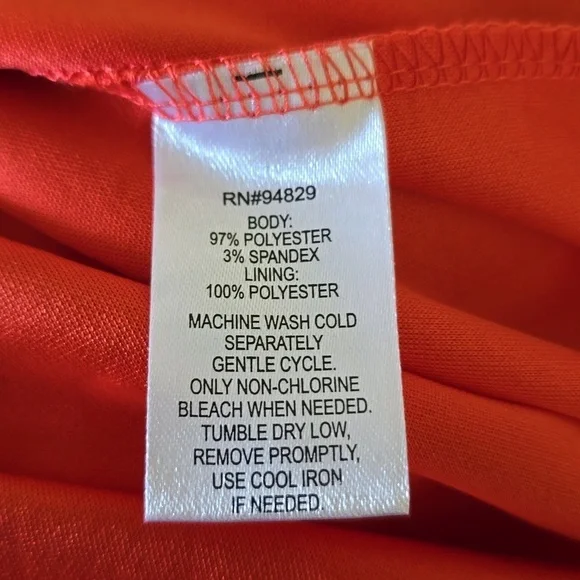 RN#94829
BODY:
97% POLYESTER
3% SPANDEX
LINING:
100% POLYESTER
MACHINE WASH COLD
SEPARATELY
GENTLE CYCLE.
ONLY NON-CHLORINE
BLEACH WHEN NEEDED.
TUMBLE DRY LOW,
REMOVE PROMPTLY,
USE COOL IRON
IF NEEDED.